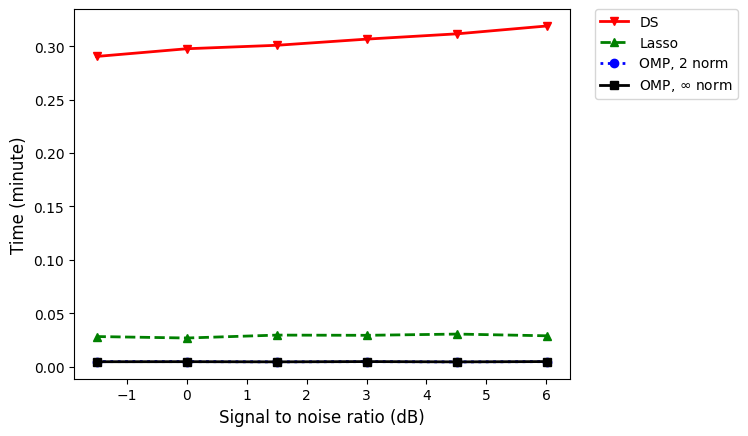 DS
Lasso
OMP, 2 norm
OMP, ∞ norm
Time (minute)
0.30
0.25
0.20
0.15
0.10
0.05
0.00
−1 0 1 2 3 4 5 6
Signal to noise ratio (dB)